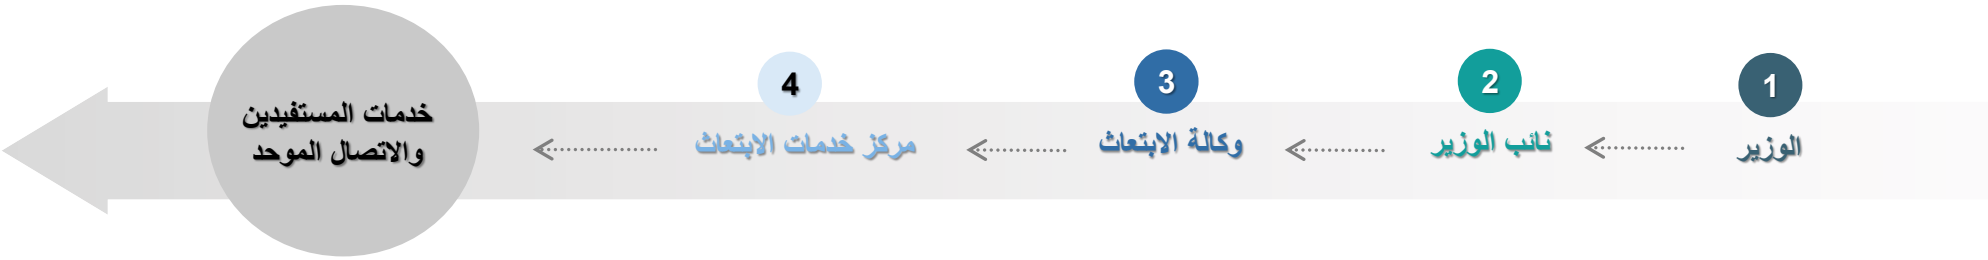 1
الوزير
2
نائب الوزير
3
وكالة الابتعاث
4
مركز خدمات الابتعاث
خدمات المستفيدين
والاتصال الموحد